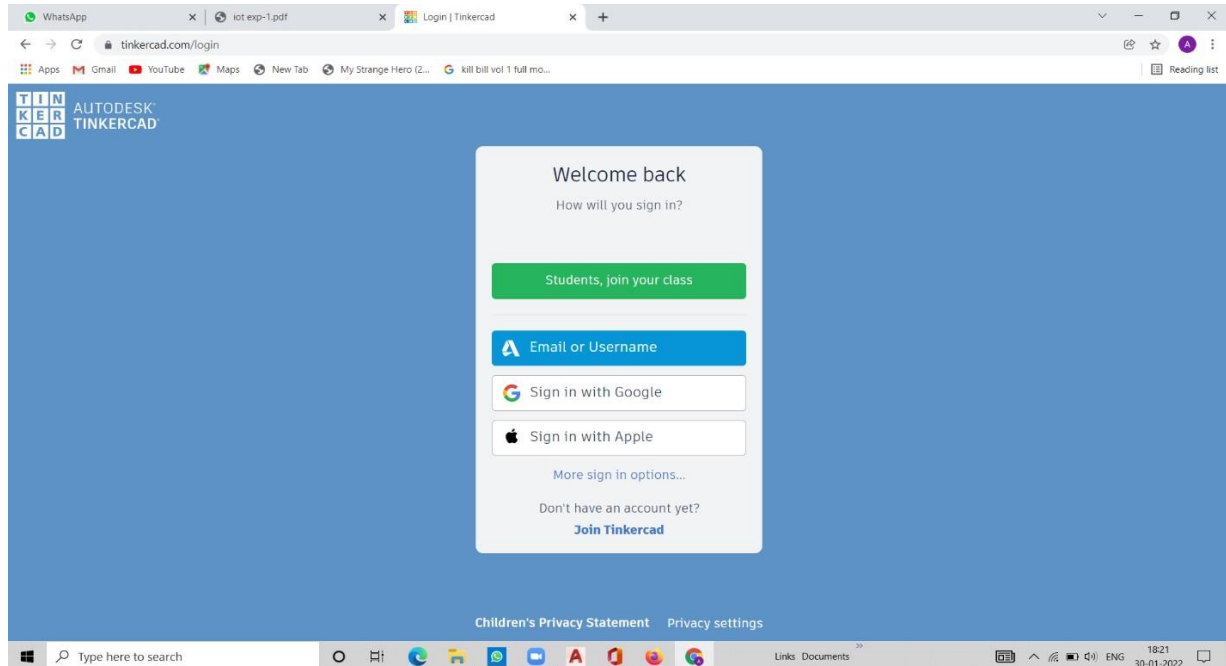 WhatsApp
iot exp-1.pdf
Login | Tinkercad
tinkercad.com/login
A
Apps
Gmail
YouTube
Maps
New Tab
My Strange Hero (2...
kill bill vol 1 full mo...
Reading list
TIN
KER
CAD
AUTODESK
TINKERCAD
Welcome back
How will you sign in?
Students, join your class
Email or Username
Sign in with Google
Sign in with Apple
More sign in options...
Don't have an account yet?
Join Tinkercad
Children's Privacy Statement Privacy settings
Type here to search
Links Documents
ENG
18:21
30-01-2022